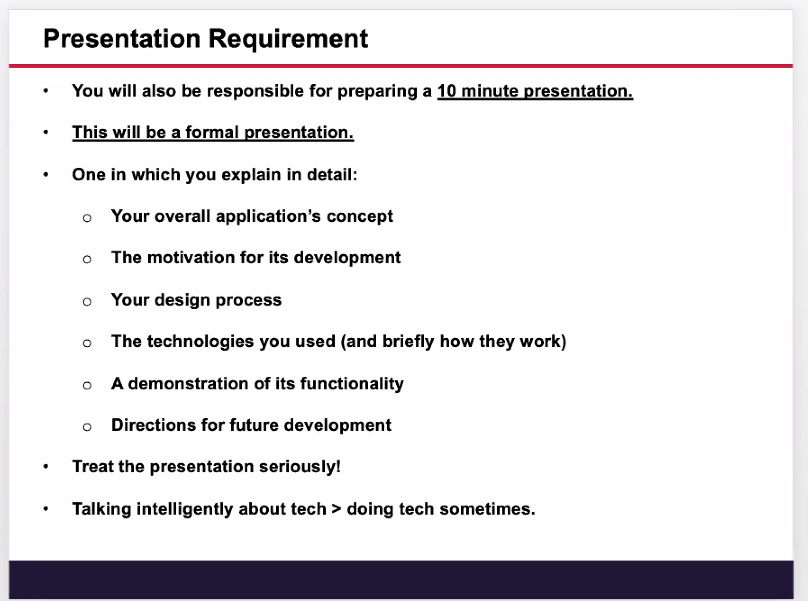 Presentation Requirement
• You will also be responsible for preparing a 10 minute presentation.
• This will be a formal presentation.
• One in which you explain in detail:
o Your overall application's concept
o The motivation for its development
o Your design process
o The technologies you used (and briefly how they work)
o A demonstration of its functionality
o Directions for future development
• Treat the presentation seriously!
• Talking intelligently about tech > doing tech sometimes.